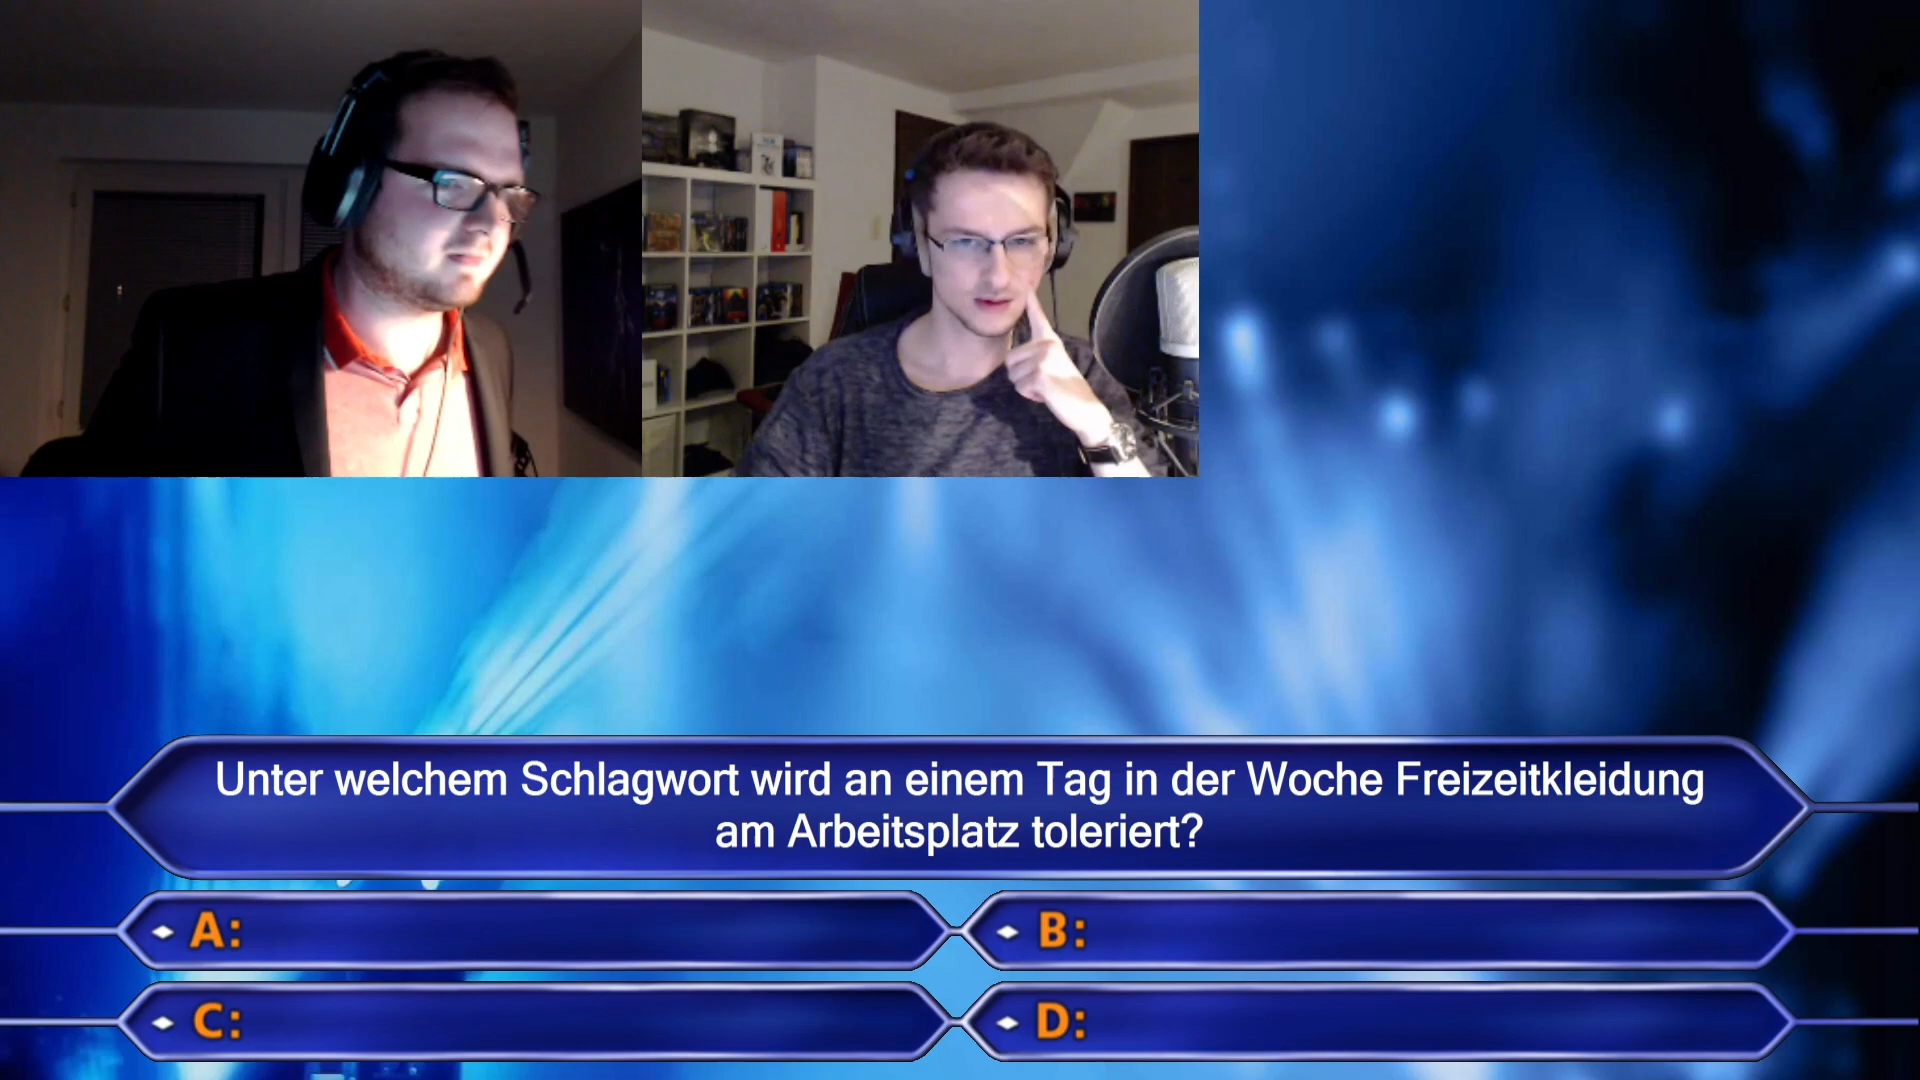 Unter welchem Schlagwort wird an einem Tag in der Woche Freizeitkleidung
am Arbeitsplatz toleriert?
A:
B:
C:
D: